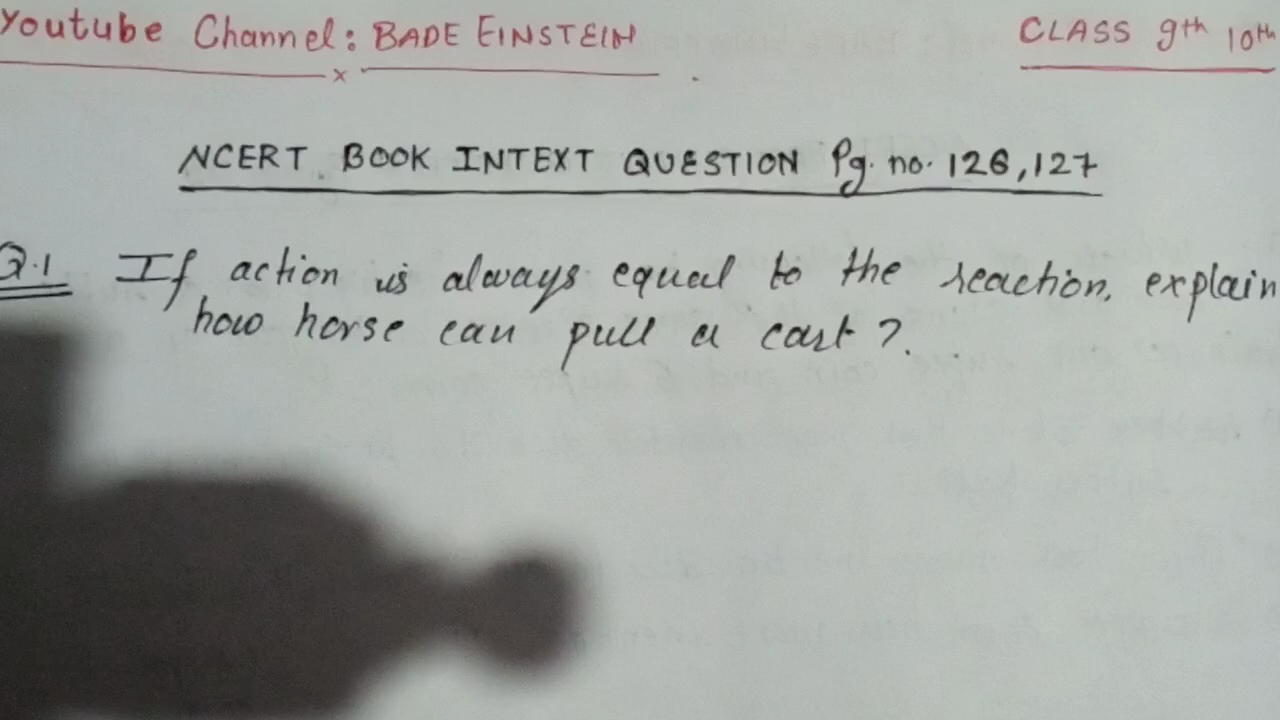 Youtube Channel: BADE EINSTEIN
CLASS 9th 10th
NCERT BOOK INTEXT QUESTION Pg. no. 126,127
Q.1 If action is always equal to the reaction, explain
how horse can pull a cart?